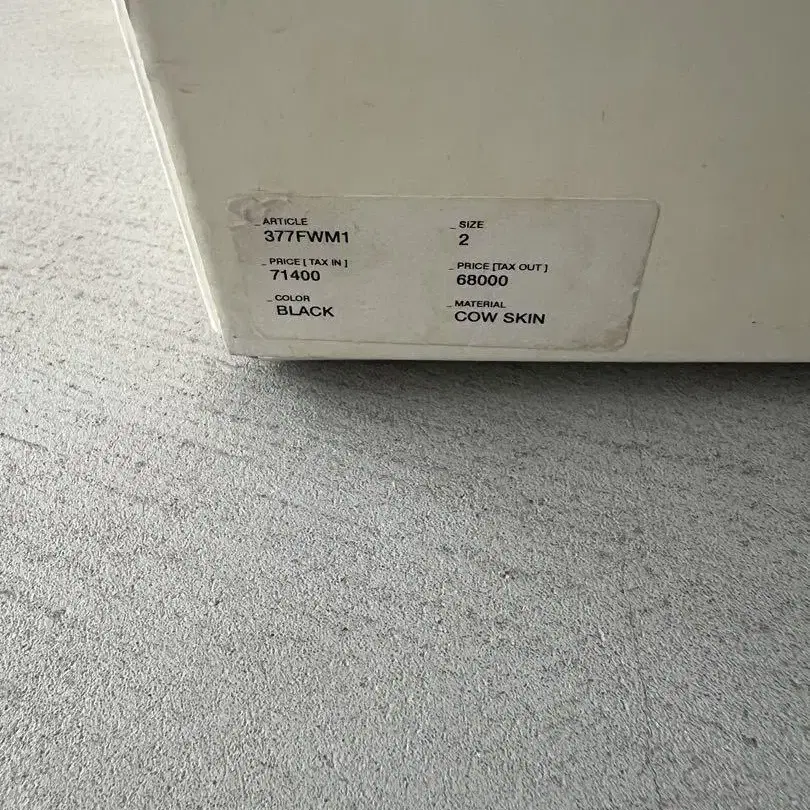 _ ARTICLE
377FWM1
_ SIZE
2
_ PRICE [ TAX IN ]
71400
_ PRICE [TAX OUT ]
68000
_ COLOR
BLACK
_ MATERIAL
COW SKIN